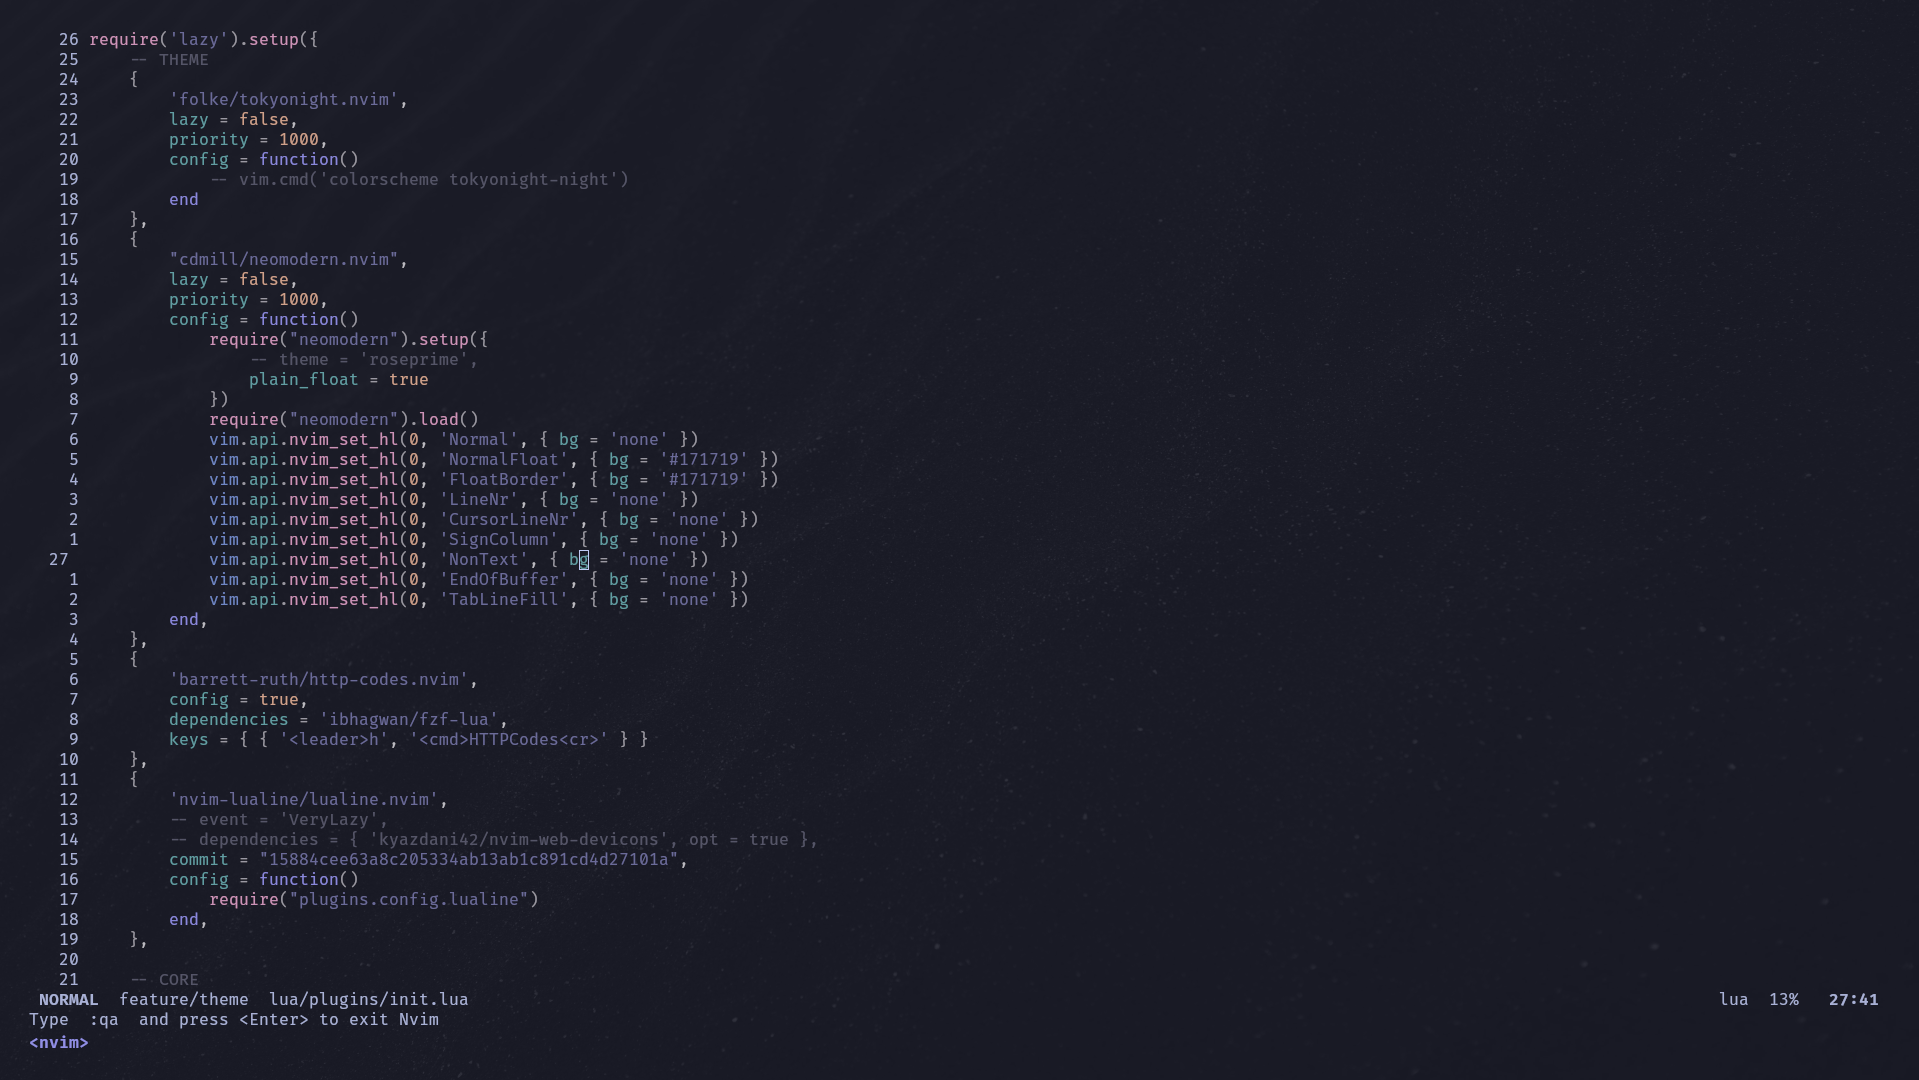 26 require('lazy').setup({
25     -- THEME
24     {
23         'folke/tokyonight.nvim',
22         lazy = false,
21         priority = 1000,
20         config = function()
19             -- vim.cmd('colorscheme tokyonight-night')
18         end
17     },
16     {
15         "cdmill/neomodern.nvim",
14         lazy = false,
13         priority = 1000,
12         config = function()
11             require("neomodern").setup({
10                 -- theme = 'roseprime',
9                 plain_float = true
8             })
7             require("neomodern").load()
6             vim.api.nvim_set_hl(0, 'Normal', { bg = 'none' })
5             vim.api.nvim_set_hl(0, 'NormalFloat', { bg = '#171719' })
4             vim.api.nvim_set_hl(0, 'FloatBorder', { bg = '#171719' })
3             vim.api.nvim_set_hl(0, 'LineNr', { bg = 'none' })
2             vim.api.nvim_set_hl(0, 'CursorLineNr', { bg = 'none' })
1             vim.api.nvim_set_hl(0, 'SignColumn', { bg = 'none' })
27             vim.api.nvim_set_hl(0, 'NonText', { bg = 'none' })
1             vim.api.nvim_set_hl(0, 'EndOfBuffer', { bg = 'none' })
2             vim.api.nvim_set_hl(0, 'TabLineFill', { bg = 'none' })
3         end,
4     },
5     {
6         'barrett-ruth/http-codes.nvim',
7         config = true,
8         dependencies = 'ibhagwan/fzf-lua',
9         keys = { { '<leader>h', '<cmd>HTTPCodes<cr>' } }
10     },
11     {
12         'nvim-lualine/lualine.nvim',
13         -- event = 'VeryLazy',
14         -- dependencies = { 'kyazdani42/nvim-web-devicons', opt = true },
15         commit = "15884cee63a8c205334ab13ab1c891cd4d27101a",
16         config = function()
17             require("plugins.config.lualine")
18         end,
19     },
20
21     -- CORE
NORMAL  feature/theme  lua/plugins/init.lua  lua  13%  27:41
Type  :qa  and press <Enter> to exit Nvim
<nvim>